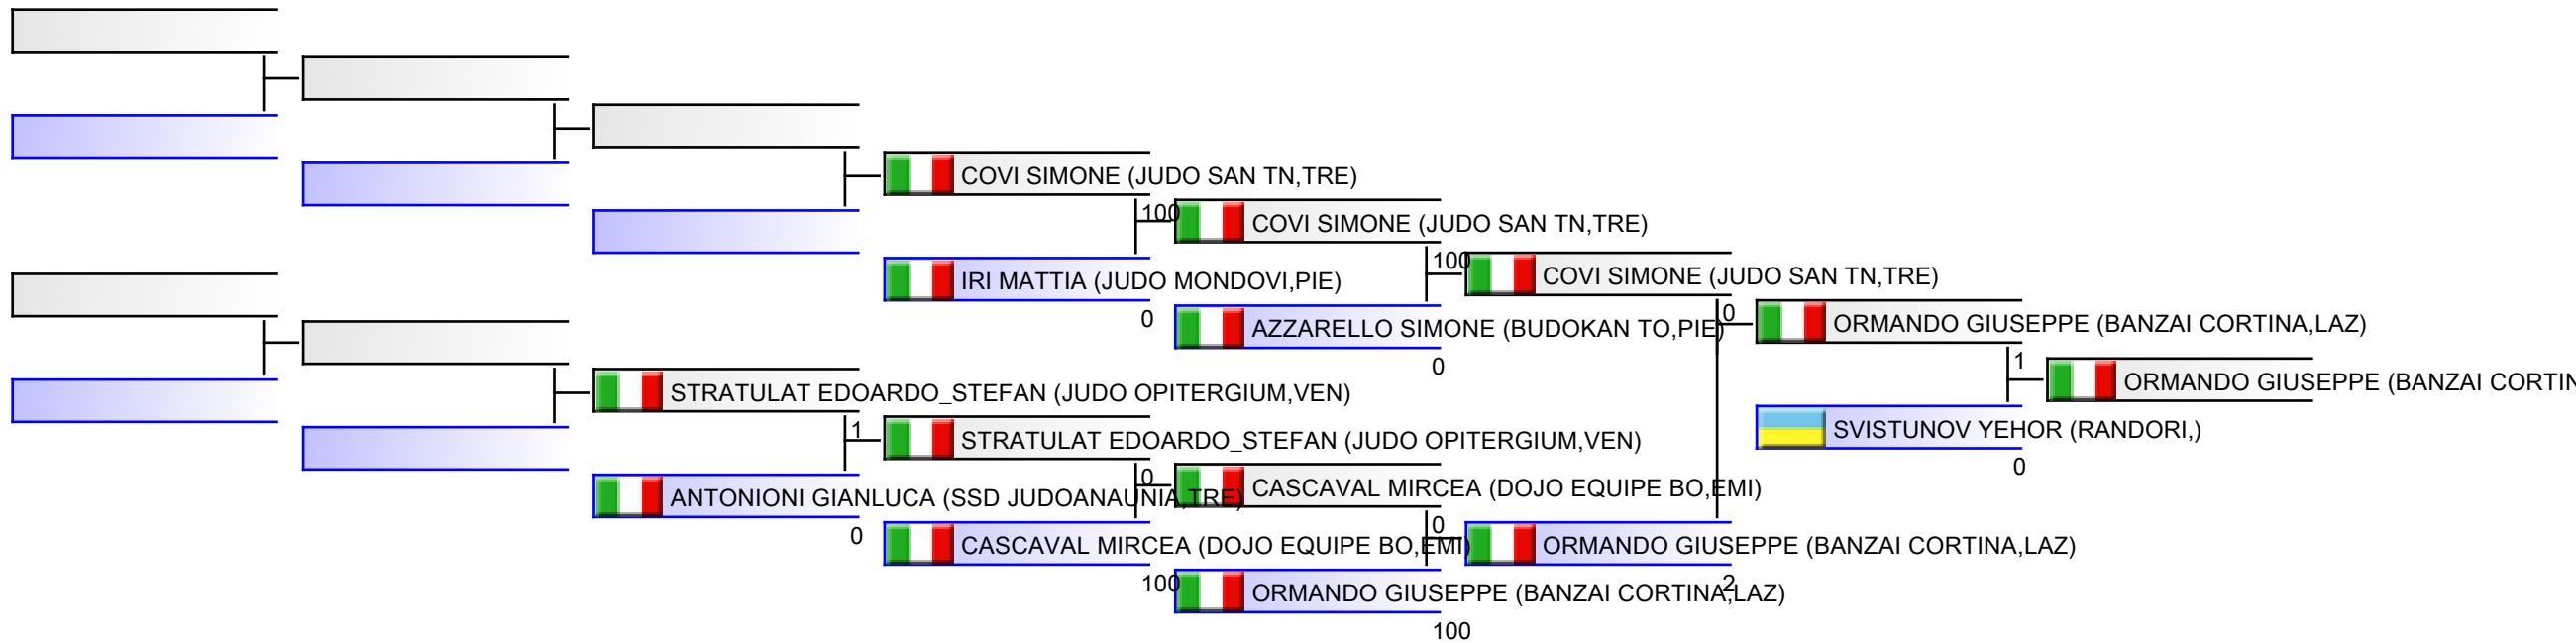 COVI SIMONE (JUDO SAN TN,TRE)
100
COVI SIMONE (JUDO SAN TN,TRE)
100
COVI SIMONE (JUDO SAN TN,TRE)
IRI MATTIA (JUDO MONDOVI,PIE)
0
0
AZZARELLO SIMONE (BUDOKAN TO,PIE)
0
ORMANDO GIUSEPPE (BANZAI CORTINA,LAZ)
1
ORMANDO GIUSEPPE (BANZAI CORTIN
STRATULAT EDOARDO_STEFAN (JUDO OPITERGIUM,VEN)
1
STRATULAT EDOARDO_STEFAN (JUDO OPITERGIUM,VEN)
SVISTUNOV YEHOR (RANDORI,)
0
0
ANTONIONI GIANLUCA (SSD JUDOANAUNIA,TRE)
0
CASCAVAL MIRCEA (DOJO EQUIPE BO,EMI)
0
CASCAVAL MIRCEA (DOJO EQUIPE BO,EMI)
100
ORMANDO GIUSEPPE (BANZAI CORTINA,LAZ)
2
ORMANDO GIUSEPPE (BANZAI CORTINA,LAZ)
100